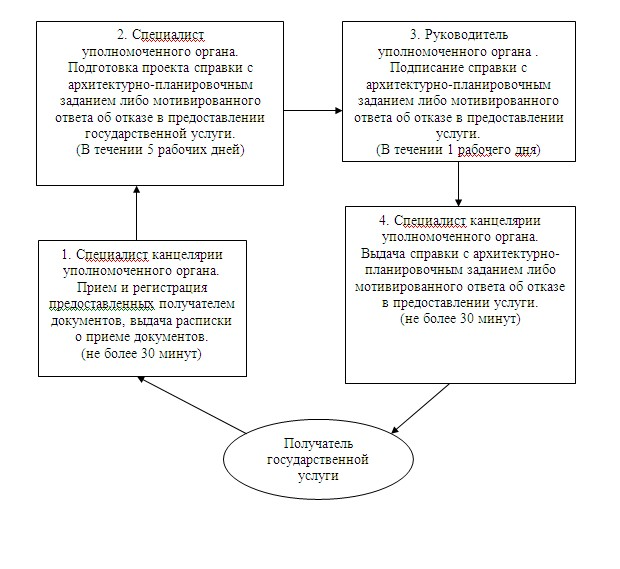 2. Специалист
уполномоченного органа.
Подготовка проекта справки с
архитектурно-планировочным
заданием либо мотивированного
ответа об отказе в предоставлении
государственной услуги.
(В течении 5 рабочих дней)
3. Руководитель
уполномоченного органа .
Подписание справки с
архитектурно-планировочным
заданием либо мотивированного
ответа об отказе в предоставлении
услуги.
(В течении 1 рабочего дня)
1. Специалист канцелярии
уполномоченного органа.
Прием и регистрация
предоставленных получателем
документов, выдача расписки
о приеме документов.
(не более 30 минут)
4. Специалист канцелярии
уполномоченного органа.
Выдача справки с архитектурно-
планировочным заданием либо
мотивированного ответа об отказе
в предоставлении услуги.
(не более 30 минут)
Получатель
государственной
услуги